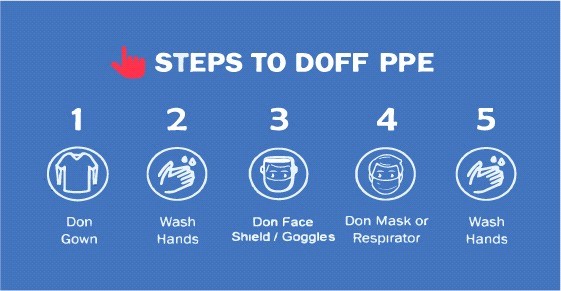 STEPS TO DOFF PPE
1 2 3 4 5
Don
Gown
Wash
Hands
Don Face
Shield / Goggles
Don Mask or
Respirator
Wash
Hands